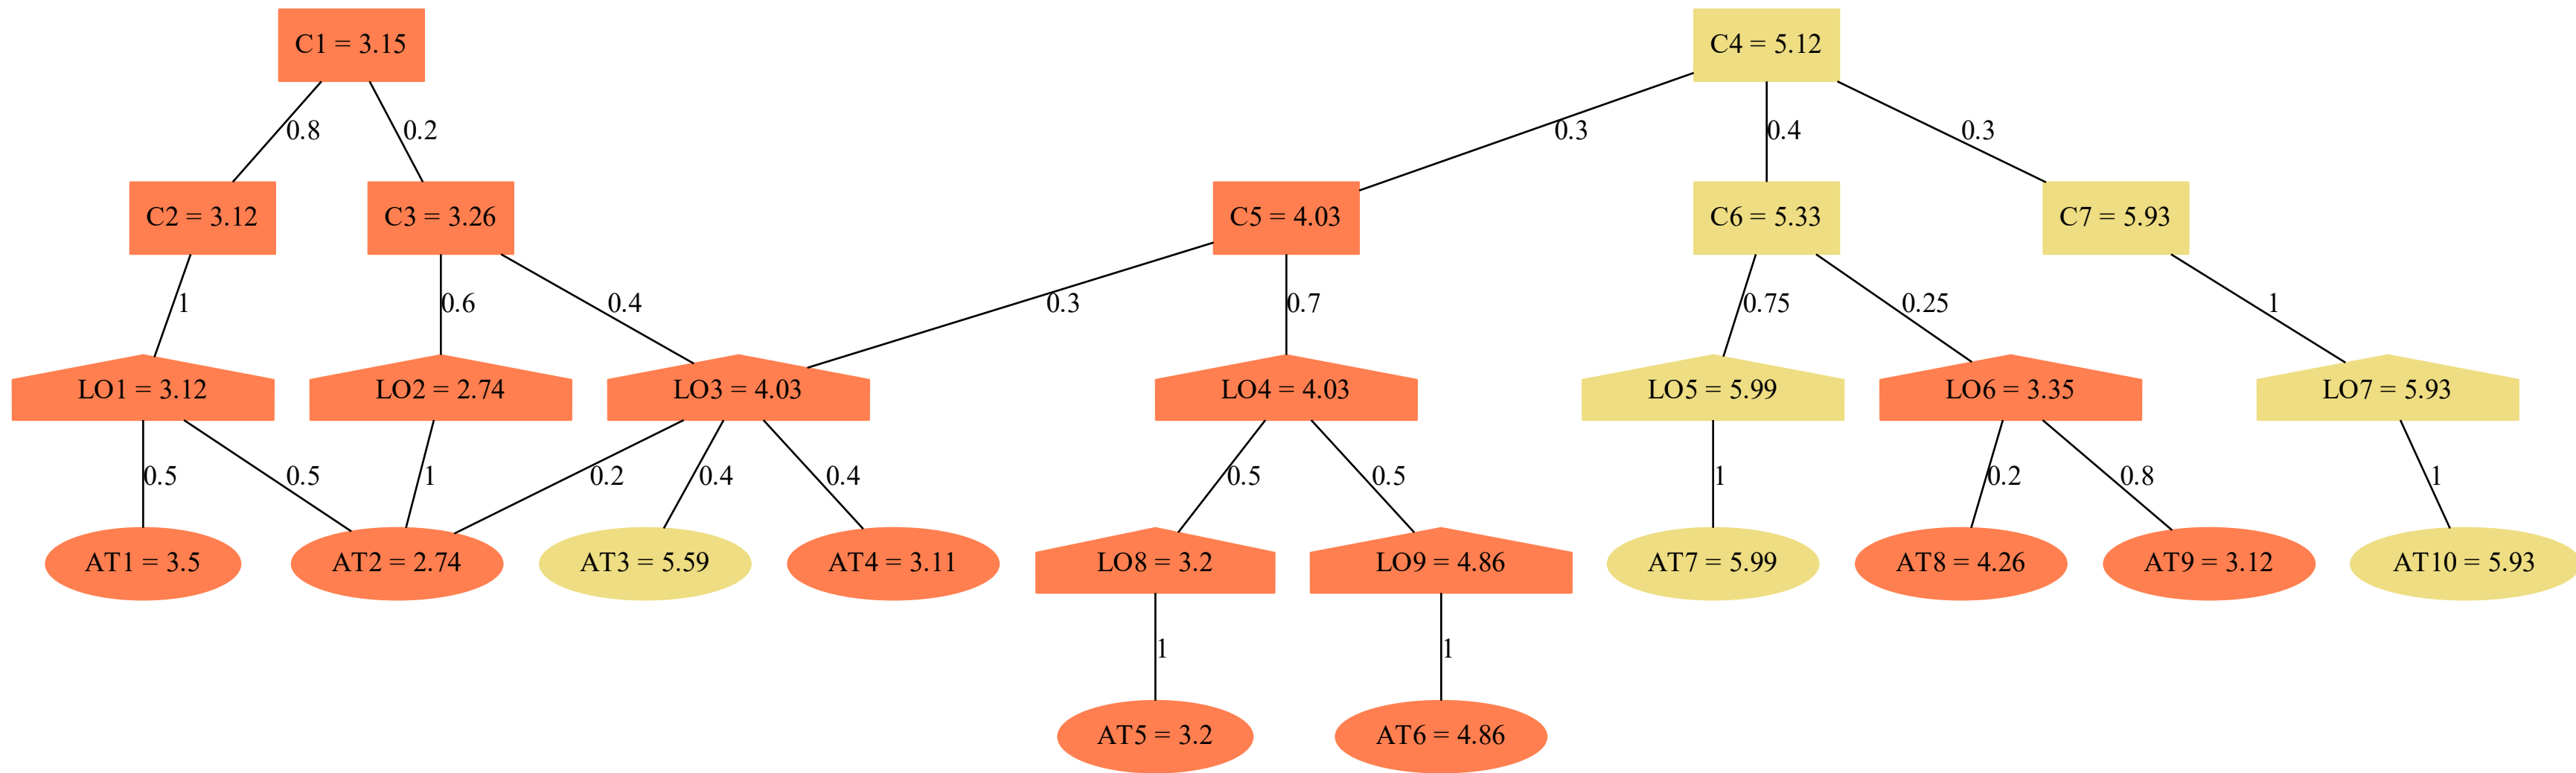 C1 = 3.15
C4 = 5.12
0.8
0.2
0.3
0.4
0.3
C2 = 3.12
C3 = 3.26
C5 = 4.03
C6 = 5.33
C7 = 5.93
1
0.6
0.4
0.3
0.7
0.75
0.25
1
LO1 = 3.12
LO2 = 2.74
LO3 = 4.03
LO4 = 4.03
LO5 = 5.99
LO6 = 3.35
LO7 = 5.93
0.5
0.5
1
0.2
0.4
0.4
0.5
0.5
1
0.2
0.8
1
AT1 = 3.5
AT2 = 2.74
AT3 = 5.59
AT4 = 3.11
LO8 = 3.2
LO9 = 4.86
AT7 = 5.99
AT8 = 4.26
AT9 = 3.12
AT10 = 5.93
1
1
AT5 = 3.2
AT6 = 4.86